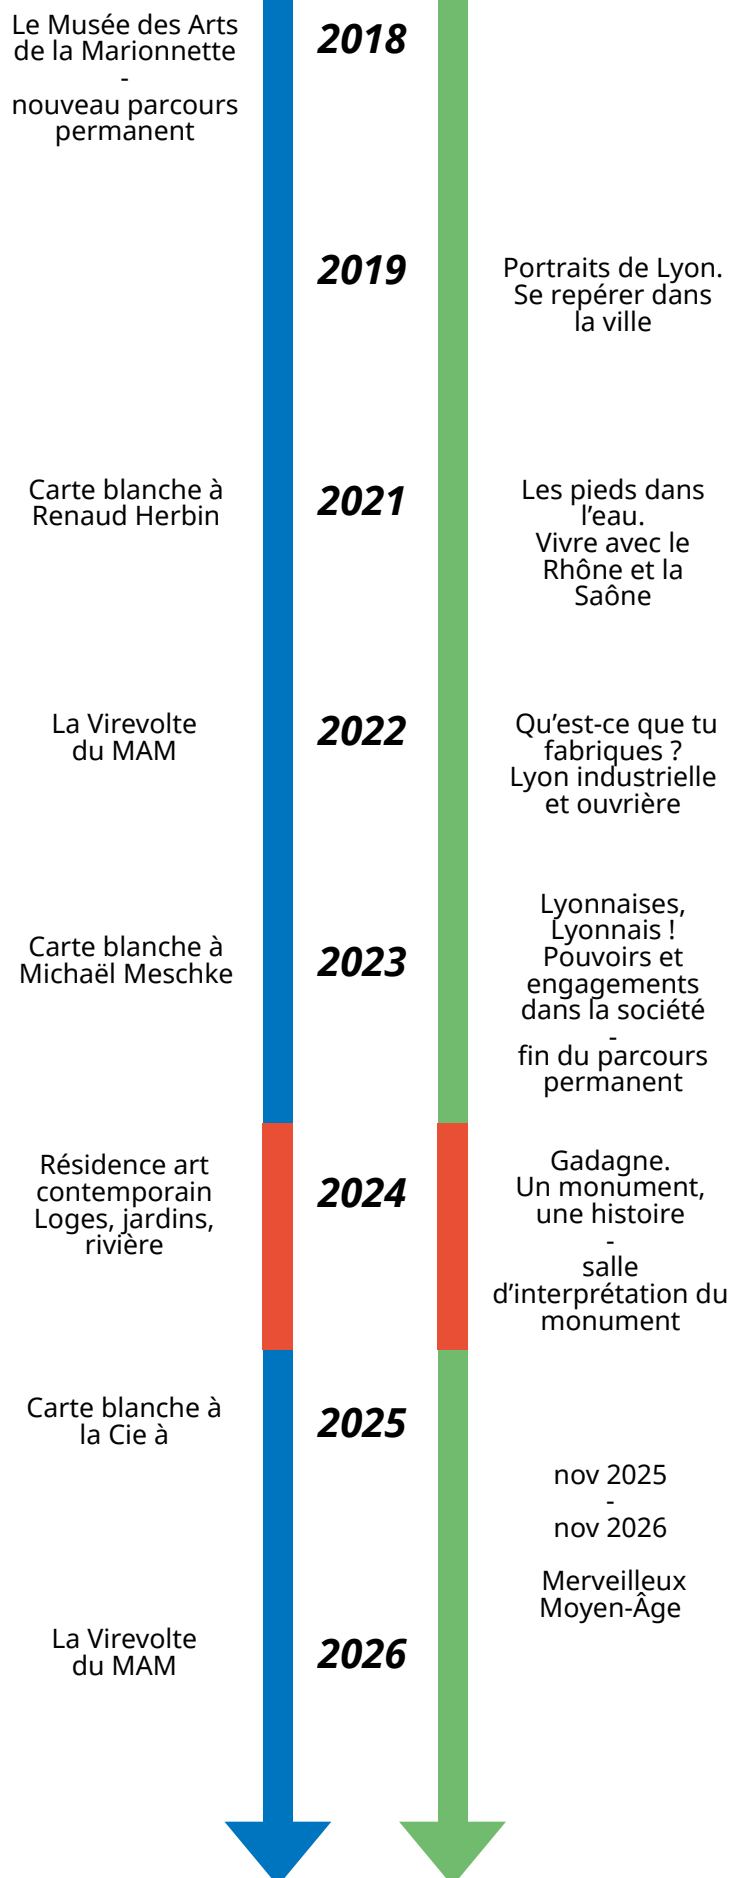 Le Musée des Arts
de la Marionnette
-
nouveau parcours
permanent
2018
2019
Portraits de Lyon.
Se repérer dans
la ville
Carte blanche à
Renaud Herbin
2021
Les pieds dans
l’eau.
Vivre avec le
Rhône et la
Saône
La Virevolte
du MAM
2022
Qu’est-ce que tu
fabriques ?
Lyon industrielle
et ouvrière
Carte blanche à
Michaël Meschke
2023
Lyonnaises,
Lyonnais !
Pouvoirs et
engagements
dans la société
-
fin du parcours
permanent
Résidence art
contemporain
Loges, jardins,
rivière
2024
Gadagne.
Un monument,
une histoire
-
salle
d’interprétation du
monument
Carte blanche à
la Cie à
2025
nov 2025
-
nov 2026
Merveilleux
Moyen-Âge
La Virevolte
du MAM
2026